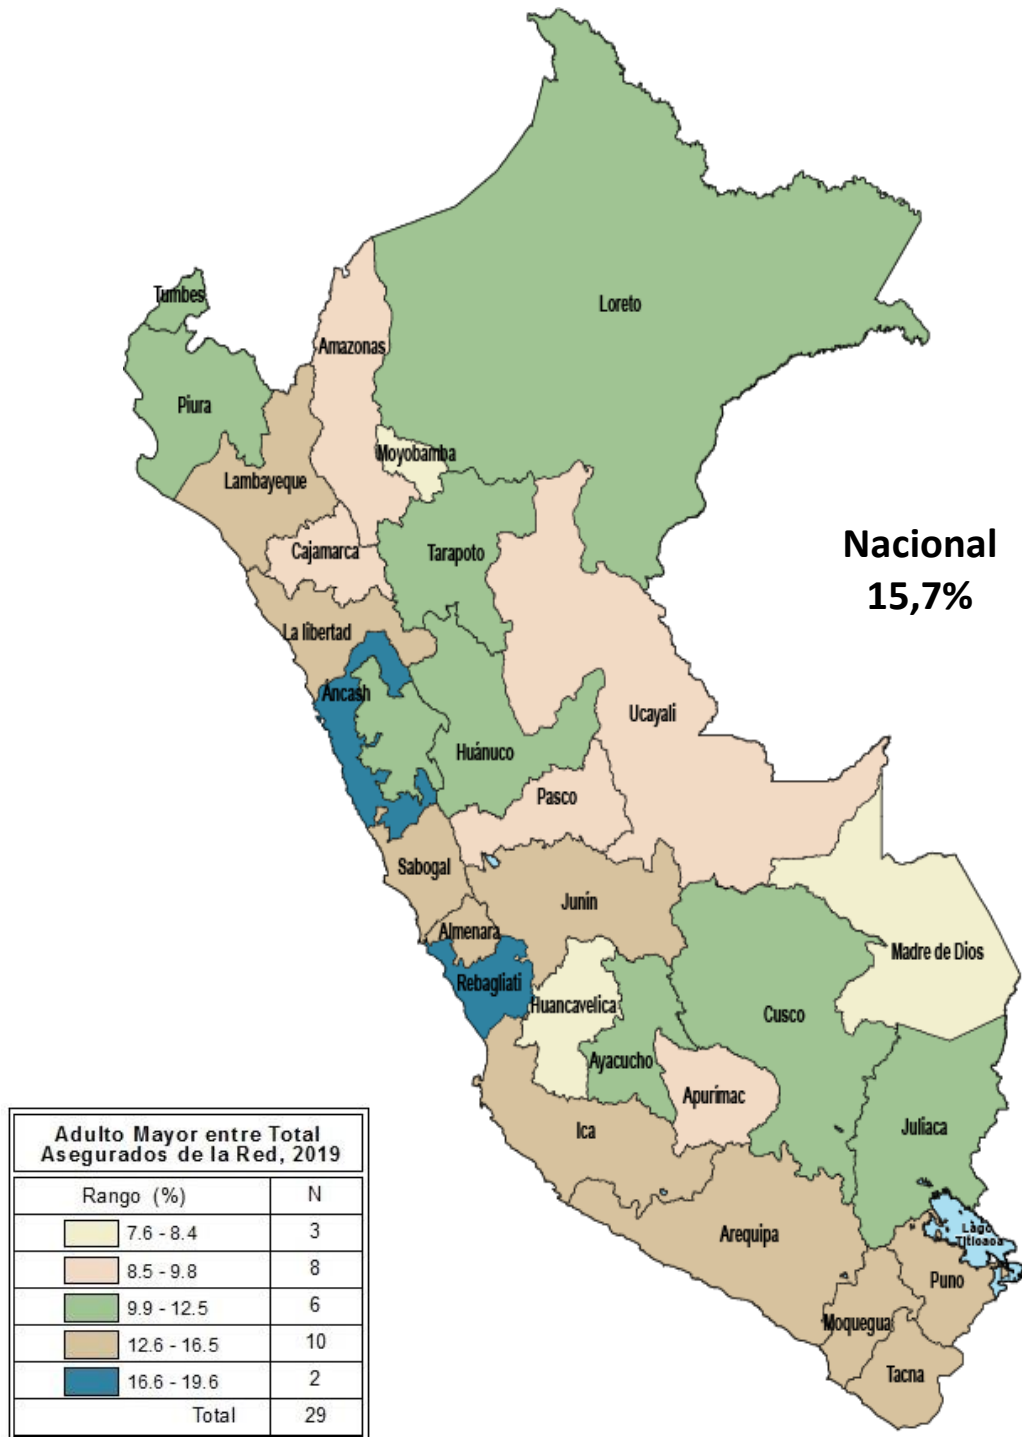 Loreto
Tumbes
Amazonas
Piura
Moyobamba
Lambayeque
Nacional
15,7%
Cajamarca
Tarapoto
La libertad
Áncash
Ucayali
Huánuco
Pasco
Sabogal
Junín
Almenara
Madre de Dios
Rebagliati
Huancavelica
Cusco
Ayacucho
Apurímac
Ica
Juliaca
Arequipa
Lago
Titicaca
Puno
Moquegua
Tacna
Adulto Mayor entre Total
Asegurados de la Red, 2019
Rango (%) N
7.6 - 8.4 3
8.5 - 9.8 8
9.9 - 12.5 6
12.6 - 16.5 10
16.6 - 19.6 2
Total 29